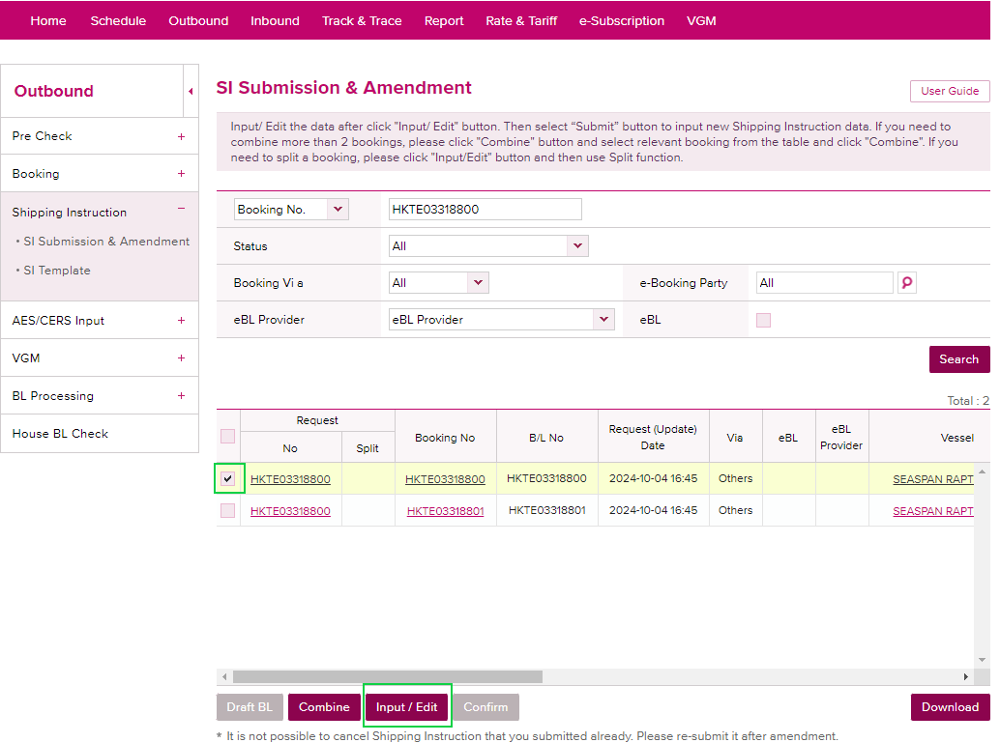 Home Schedule Outbound Inbound Track & Trace Report Rate & Tariff e-Subscription VGM
Outbound
Pre Check +
Booking +
Shipping Instruction −
• SI Submission & Amendment
• SI Template
AES/CERS Input +
VGM +
BL Processing +
House BL Check
SI Submission & Amendment
User Guide
Input/ Edit the data after click "Input/ Edit" button. Then select “Submit” button to input new Shipping Instruction data. If you need to
combine more than 2 bookings, please click "Combine" button and select relevant booking from the table and click "Combine". If you
need to split a booking, please click "Input/Edit" button and then use Split function.
Booking No. HKTE03318800
Status All
Booking Vi a All e-Booking Party All
eBL Provider eBL Provider eBL
Search
Total : 2
Request Booking No B/L No Request (Update) Date Via eBL eBL Provider Vessel
No Split
HKTE03318800 HKTE03318800 HKTE03318800 2024-10-04 16:45 Others SEASPAN RAPT
HKTE03318800 HKTE03318801 HKTE03318801 2024-10-04 16:45 Others SEASPAN RAPT
Draft BL Combine Input / Edit Confirm Download
* It is not possible to cancel Shipping Instruction that you submitted already. Please re-submit it after amendment.